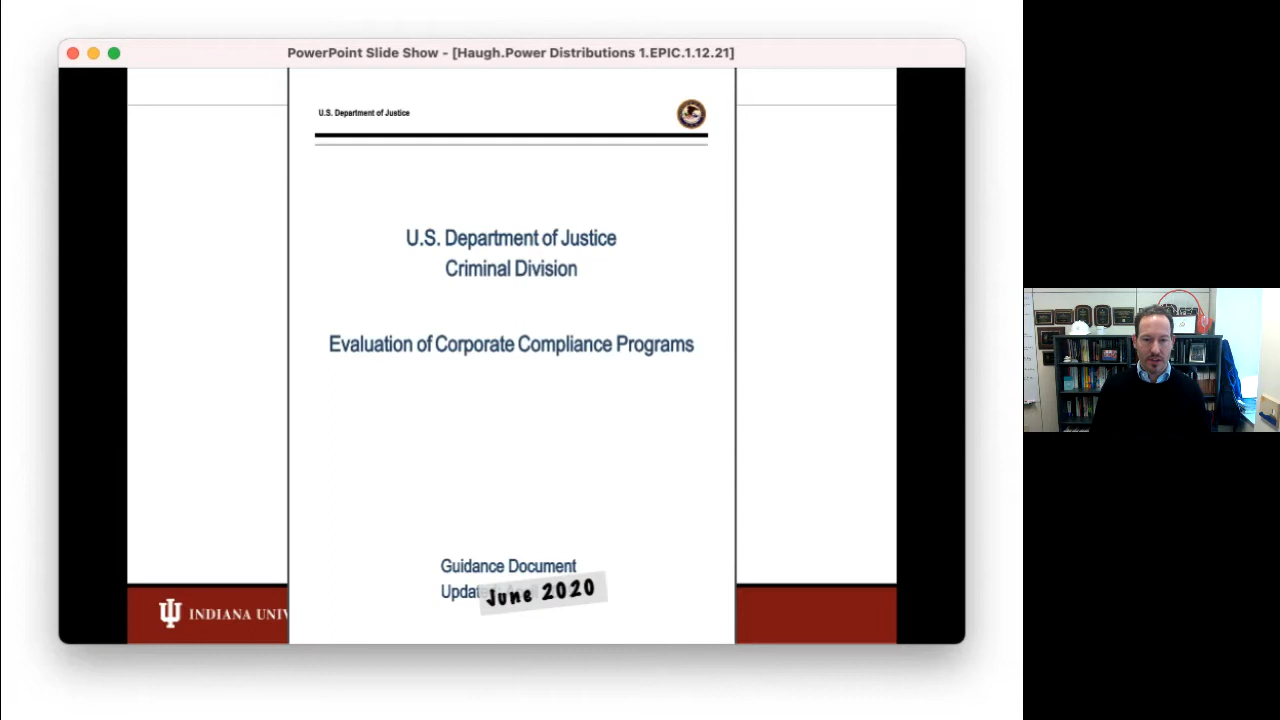 PowerPoint Slide Show - [Haugh.Power Distributions 1.EPIC.1.12.21]
U.S. Department of Justice
U.S. Department of Justice
Criminal Division
Evaluation of Corporate Compliance Programs
Guidance Document
Updat
June 2020
INDIANA UNIV